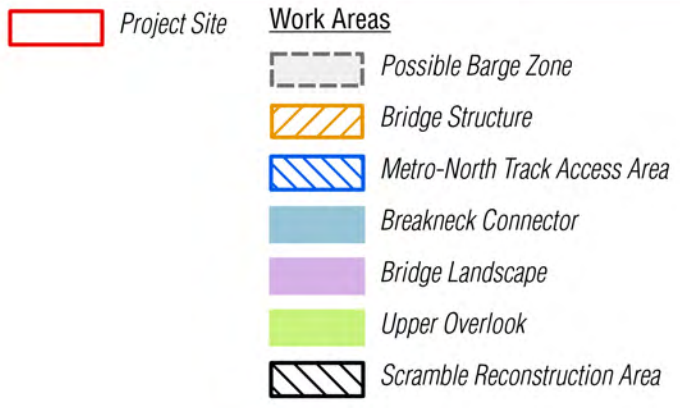 Project Site
Work Areas
Possible Barge Zone
Bridge Structure
Metro-North Track Access Area
Breakneck Connector
Bridge Landscape
Upper Overlook
Scramble Reconstruction Area